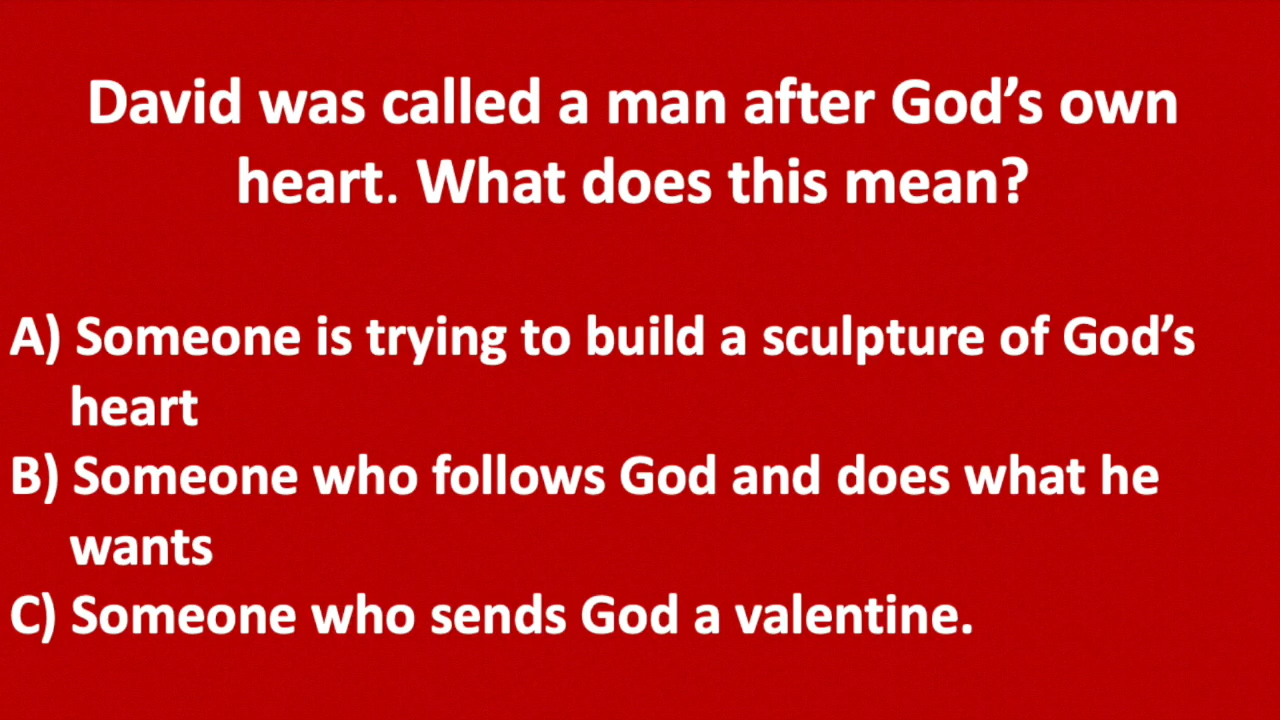 David was called a man after God’s own
heart. What does this mean?
A) Someone is trying to build a sculpture of God’s
heart
B) Someone who follows God and does what he
wants
C) Someone who sends God a valentine.